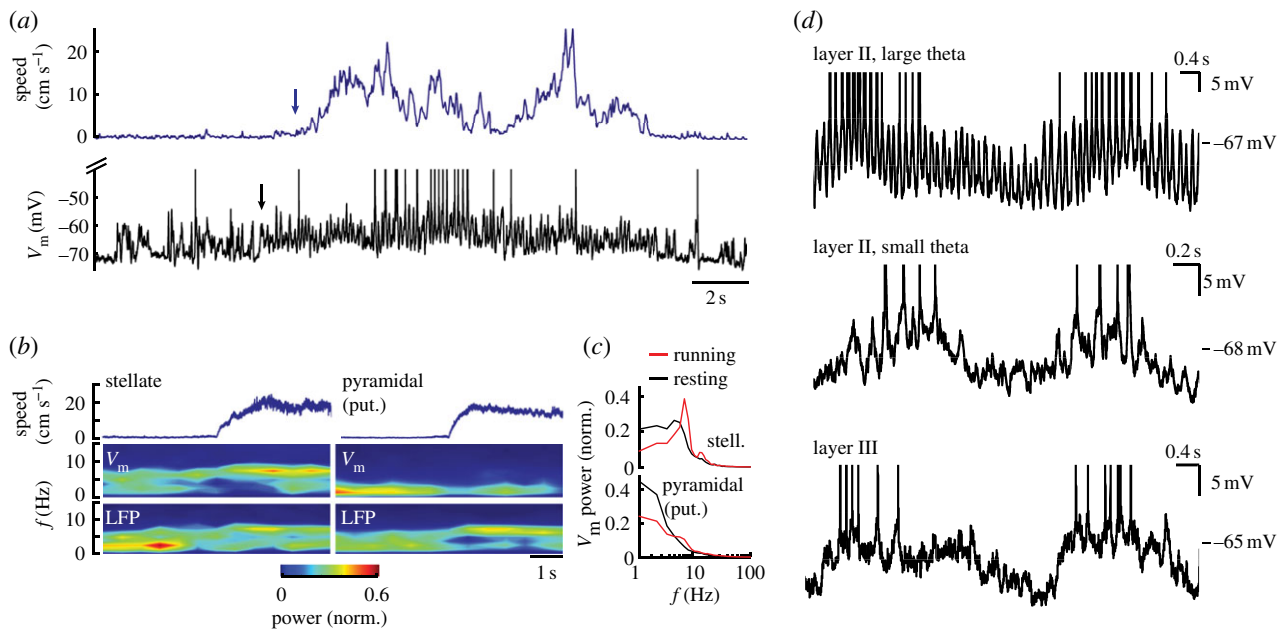 (a)
speed
(cm s⁻¹)
20
10
0
Vm (mV)
–50
–60
–70
2 s
(b)
stellate
pyramidal
(put.)
speed
(cm s⁻¹)
20
0
Vm
Vm
10
0
f (Hz)
LFP
LFP
10
0
1 s
0
0.6
power (norm.)
(c)
running
resting
Vm power (norm.)
0.4
0.2
0
stell.
0.4
0.2
0
pyramidal
(put.)
1
10
100
f (Hz)
(d)
layer II, large theta
0.4 s
5 mV
–67 mV
layer II, small theta
0.2 s
5 mV
–68 mV
layer III
0.4 s
5 mV
–65 mV